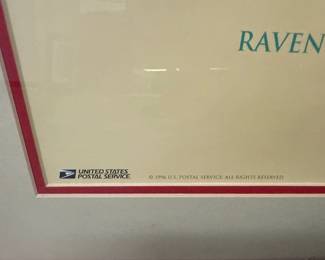 RAVEN
UNITED STATES
POSTAL SERVICE
© 1996 U.S. POSTAL SERVICE. ALL RIGHTS RESERVED